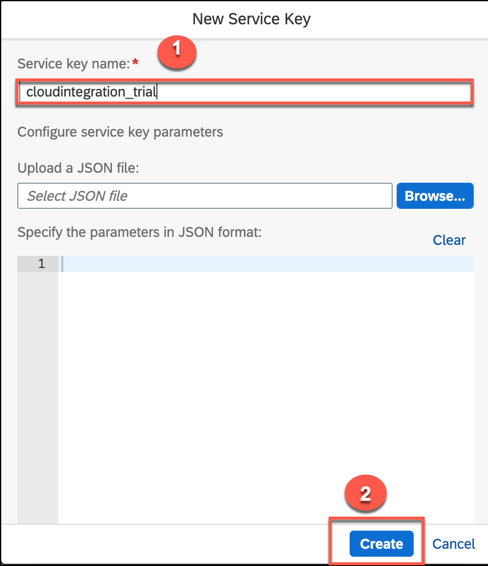 New Service Key
1
Service key name:*
cloudintegration_trial
Configure service key parameters
Upload a JSON file:
Select JSON file
Browse...
Specify the parameters in JSON format:
Clear
1
2
Create
Cancel